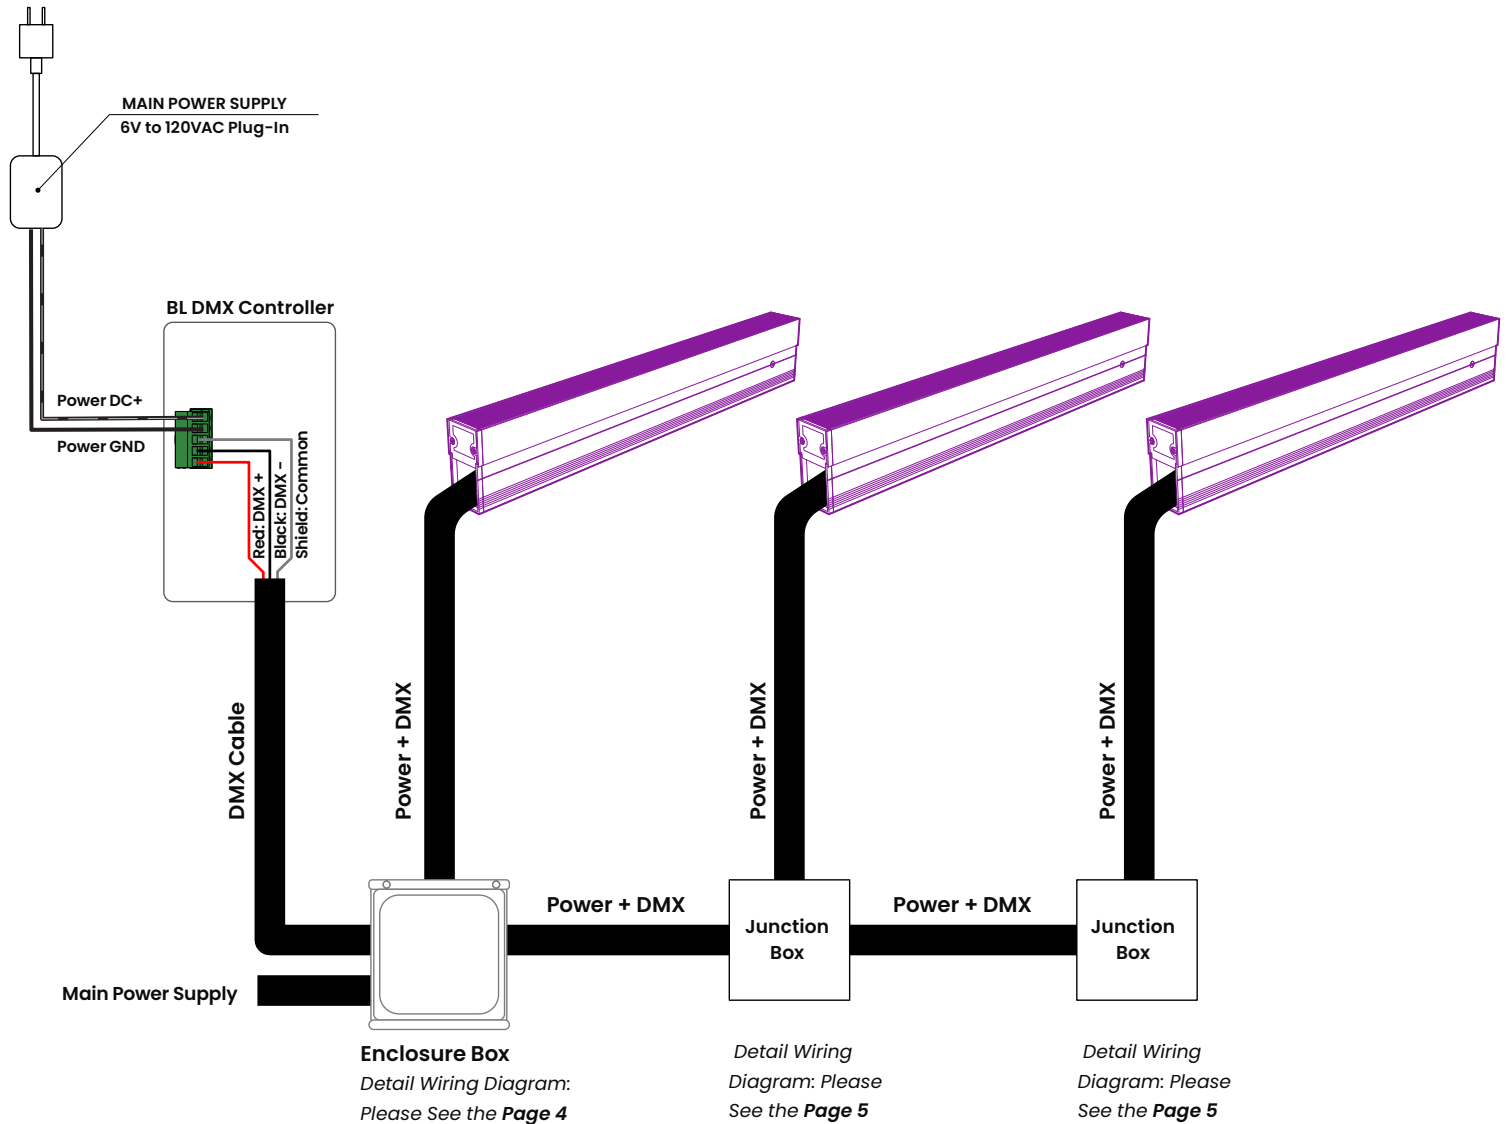 MAIN POWER SUPPLY
6V to 120VAC Plug-In
BL DMX Controller
Power DC+
Power GND
Red: DMX +
Black: DMX -
Shield: Common
DMX Cable
Power + DMX
Power + DMX
Power + DMX
Power + DMX
Power + DMX
Junction
Box
Junction
Box
Main Power Supply
Enclosure Box
Detail Wiring Diagram:
Please See the Page 4
Detail Wiring
Diagram: Please
See the Page 5
Detail Wiring
Diagram: Please
See the Page 5